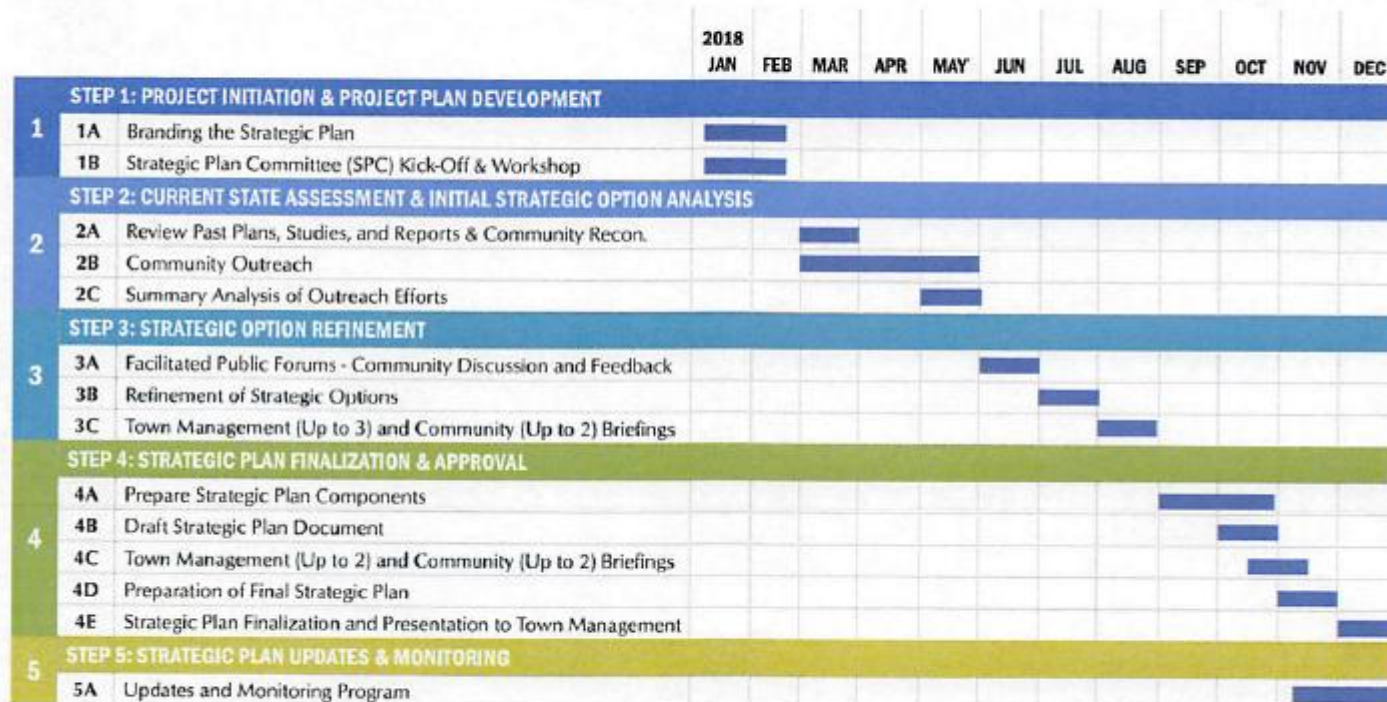 2018
JAN FEB MAR APR MAY JUN JUL AUG SEP OCT NOV DEC
STEP 1: PROJECT INITIATION & PROJECT PLAN DEVELOPMENT
1
1A Branding the Strategic Plan
1B Strategic Plan Committee (SPC) Kick-Off & Workshop
STEP 2: CURRENT STATE ASSESSMENT & INITIAL STRATEGIC OPTION ANALYSIS
2
2A Review Past Plans, Studies, and Reports & Community Recon.
2B Community Outreach
2C Summary Analysis of Outreach Efforts
STEP 3: STRATEGIC OPTION REFINEMENT
3
3A Facilitated Public Forums - Community Discussion and Feedback
3B Refinement of Strategic Options
3C Town Management (Up to 3) and Community (Up to 2) Briefings
STEP 4: STRATEGIC PLAN FINALIZATION & APPROVAL
4
4A Prepare Strategic Plan Components
4B Draft Strategic Plan Document
4C Town Management (Up to 2) and Community (Up to 2) Briefings
4D Preparation of Final Strategic Plan
4E Strategic Plan Finalization and Presentation to Town Management
STEP 5: STRATEGIC PLAN UPDATES & MONITORING
5
5A Updates and Monitoring Program